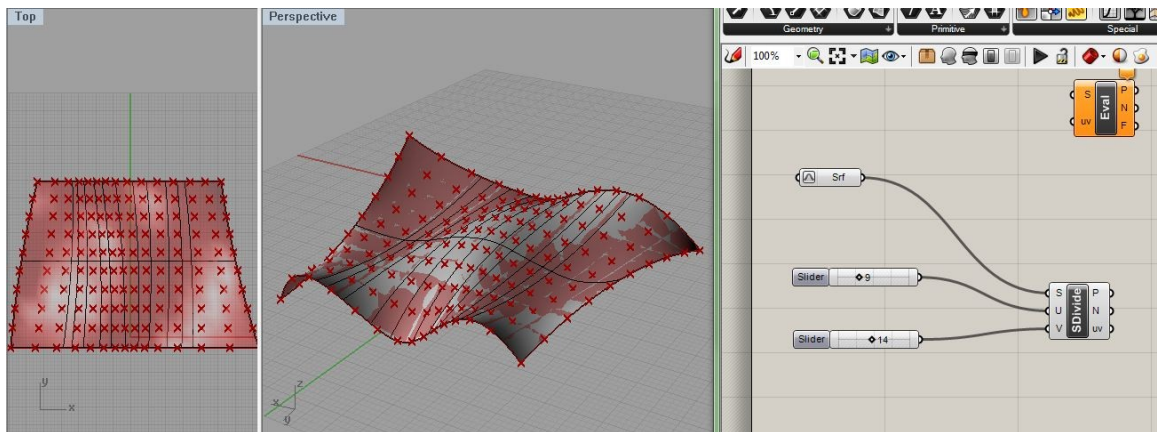 Top
Perspective
Geometry
Primitive
Special
100%
S
uv
Eval
P
N
F
Srf
Slider
9
Slider
14
S
U
V
SDivide
P
N
uv
y
x
z
x
y